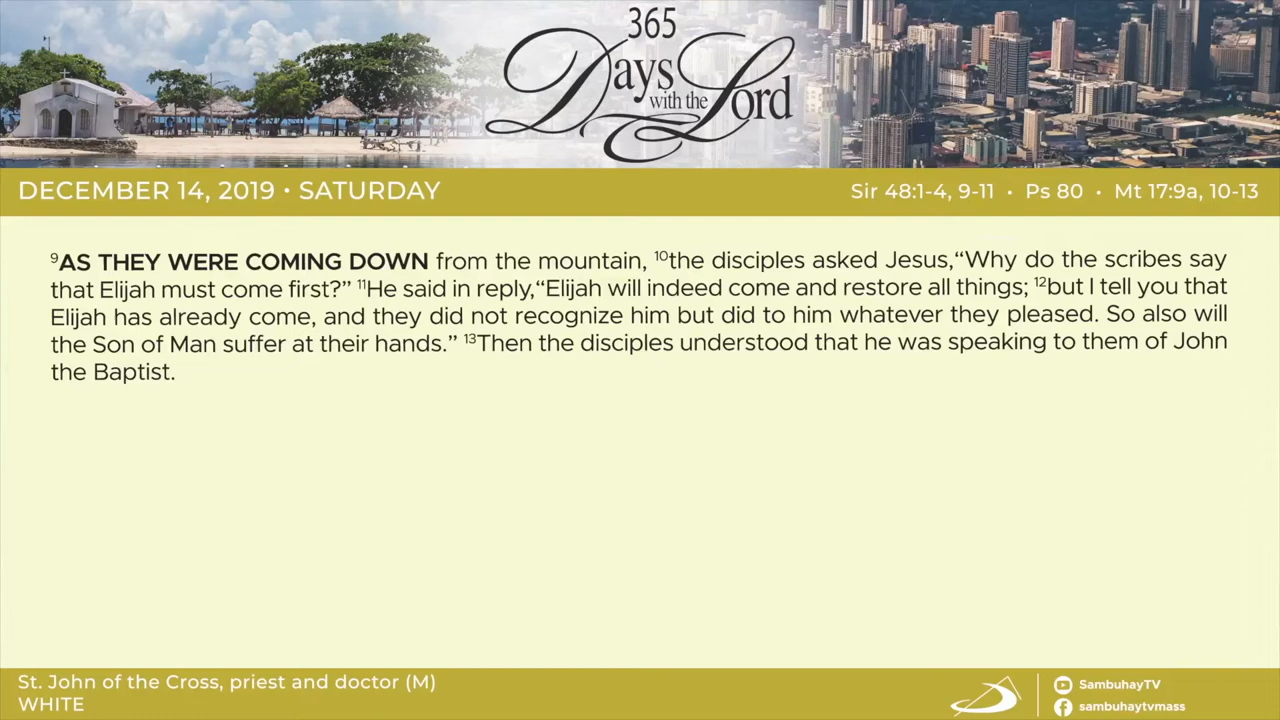 365
Days with the Lord
DECEMBER 14, 2019 • SATURDAY
Sir 48:1-4, 9-11 • Ps 80 • Mt 17:9a, 10-13
⁹AS THEY WERE COMING DOWN from the mountain, ¹⁰the disciples asked Jesus,“Why do the scribes say
that Elijah must come first?” ¹¹He said in reply,“Elijah will indeed come and restore all things; ¹²but I tell you that
Elijah has already come, and they did not recognize him but did to him whatever they pleased. So also will
the Son of Man suffer at their hands.” ¹³Then the disciples understood that he was speaking to them of John
the Baptist.
St. John of the Cross, priest and doctor (M)
WHITE
SambuhayTV
sambuhaytvmass